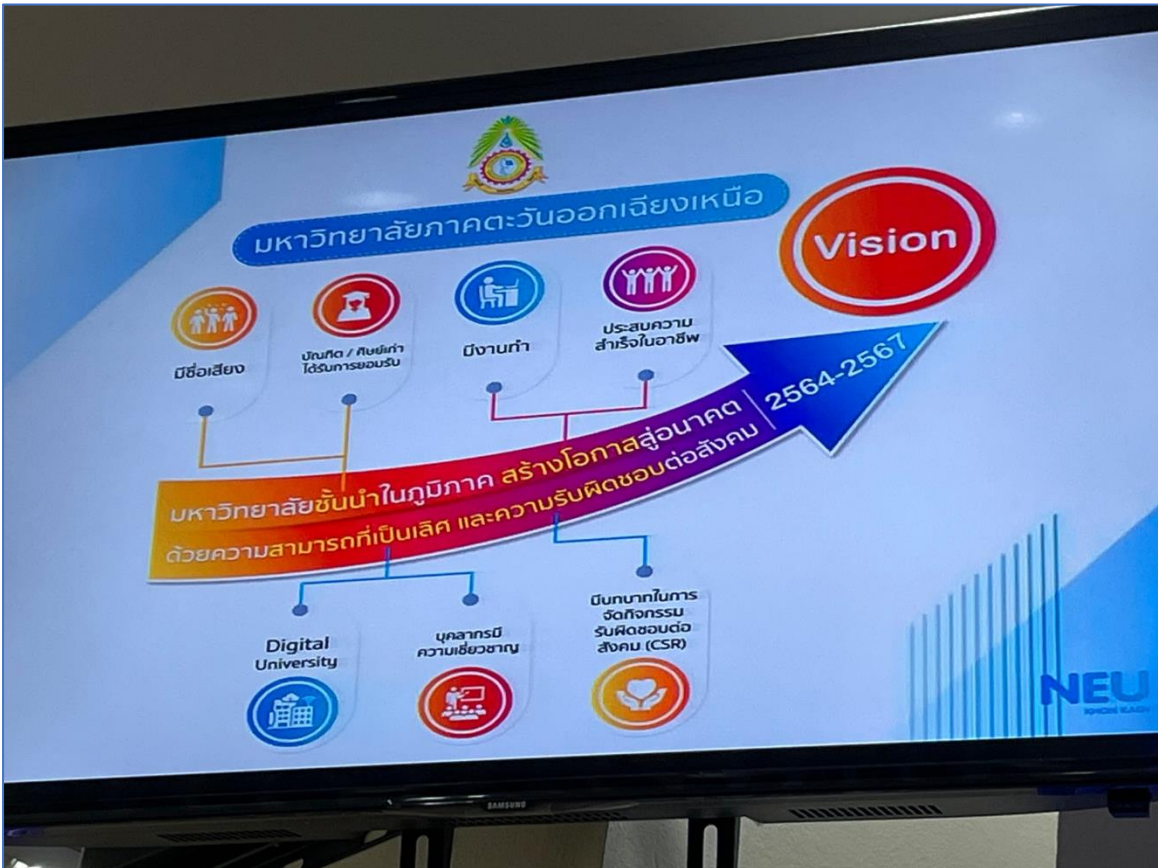 มหาวิทยาลัยภาคตะวันออกเฉียงเหนือ
Vision
มีชื่อเสียง
บัณฑิต / ศิษย์เก่า
ได้รับการยอมรับ
มีงานทำ
ประสบความ
สำเร็จในอาชีพ
มหาวิทยาลัยชั้นนำในภูมิภาค สร้างโอกาสสู่อนาคต
ด้วยความสามารถที่เป็นเลิศ และความรับผิดชอบต่อสังคม
2564-2567
Digital
University
บุคลากรมี
ความเชี่ยวชาญ
มีบทบาทในการ
จัดกิจกรรม
รับผิดชอบต่อ
สังคม (CSR)
NEU
SAMSUNG